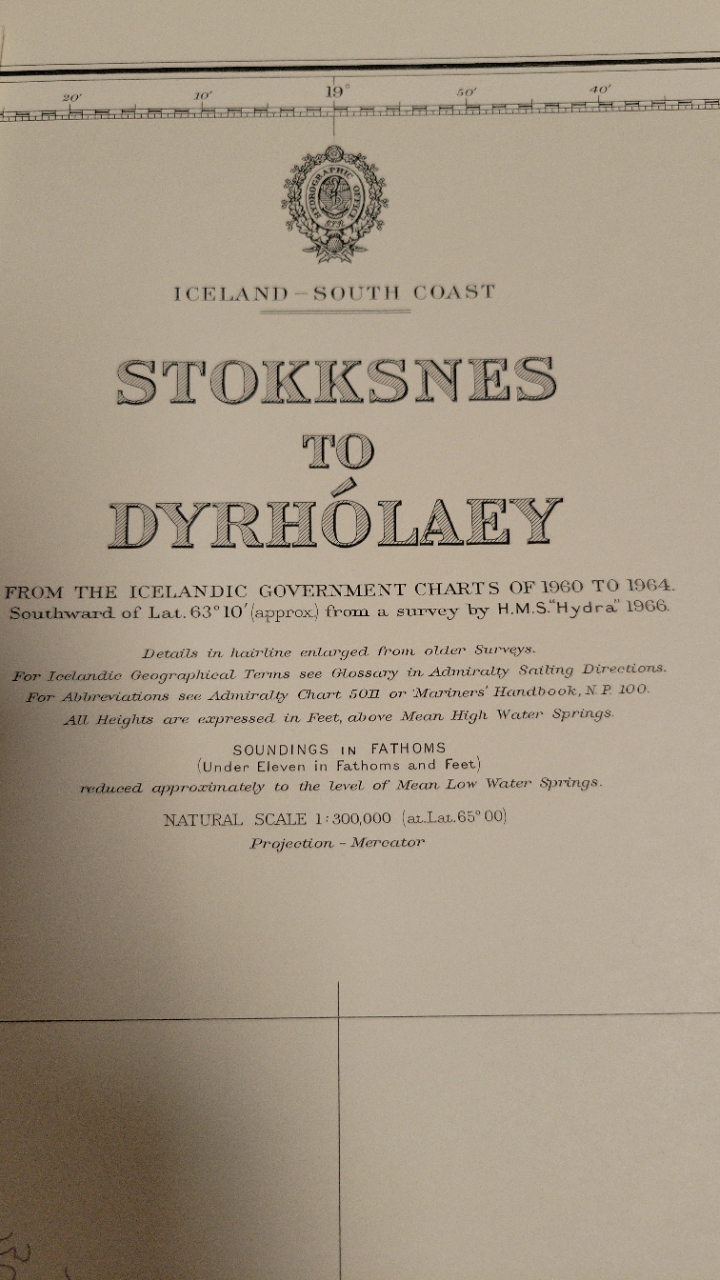 20' 10' 19° 50' 40'
HYDROGRAPHIC OFFICE
ICELAND – SOUTH COAST
STOKKSNES
TO
DYRHÓLAEY
FROM THE ICELANDIC GOVERNMENT CHARTS OF 1960 TO 1964.
Southward of Lat. 63° 10' (approx.) from a survey by H.M.S. "Hydra" 1966.
Details in hairline enlarged from older Surveys.
For Icelandic Geographical Terms see Glossary in Admiralty Sailing Directions.
For Abbreviations see Admiralty Chart 5011 or 'Mariners' Handbook, N.P. 100.
All Heights are expressed in Feet, above Mean High Water Springs.
SOUNDINGS IN FATHOMS
(Under Eleven in Fathoms and Feet)
reduced approximately to the level of Mean Low Water Springs.
NATURAL SCALE 1:300,000 (at.Lat.65° 00)
Projection – Mercator